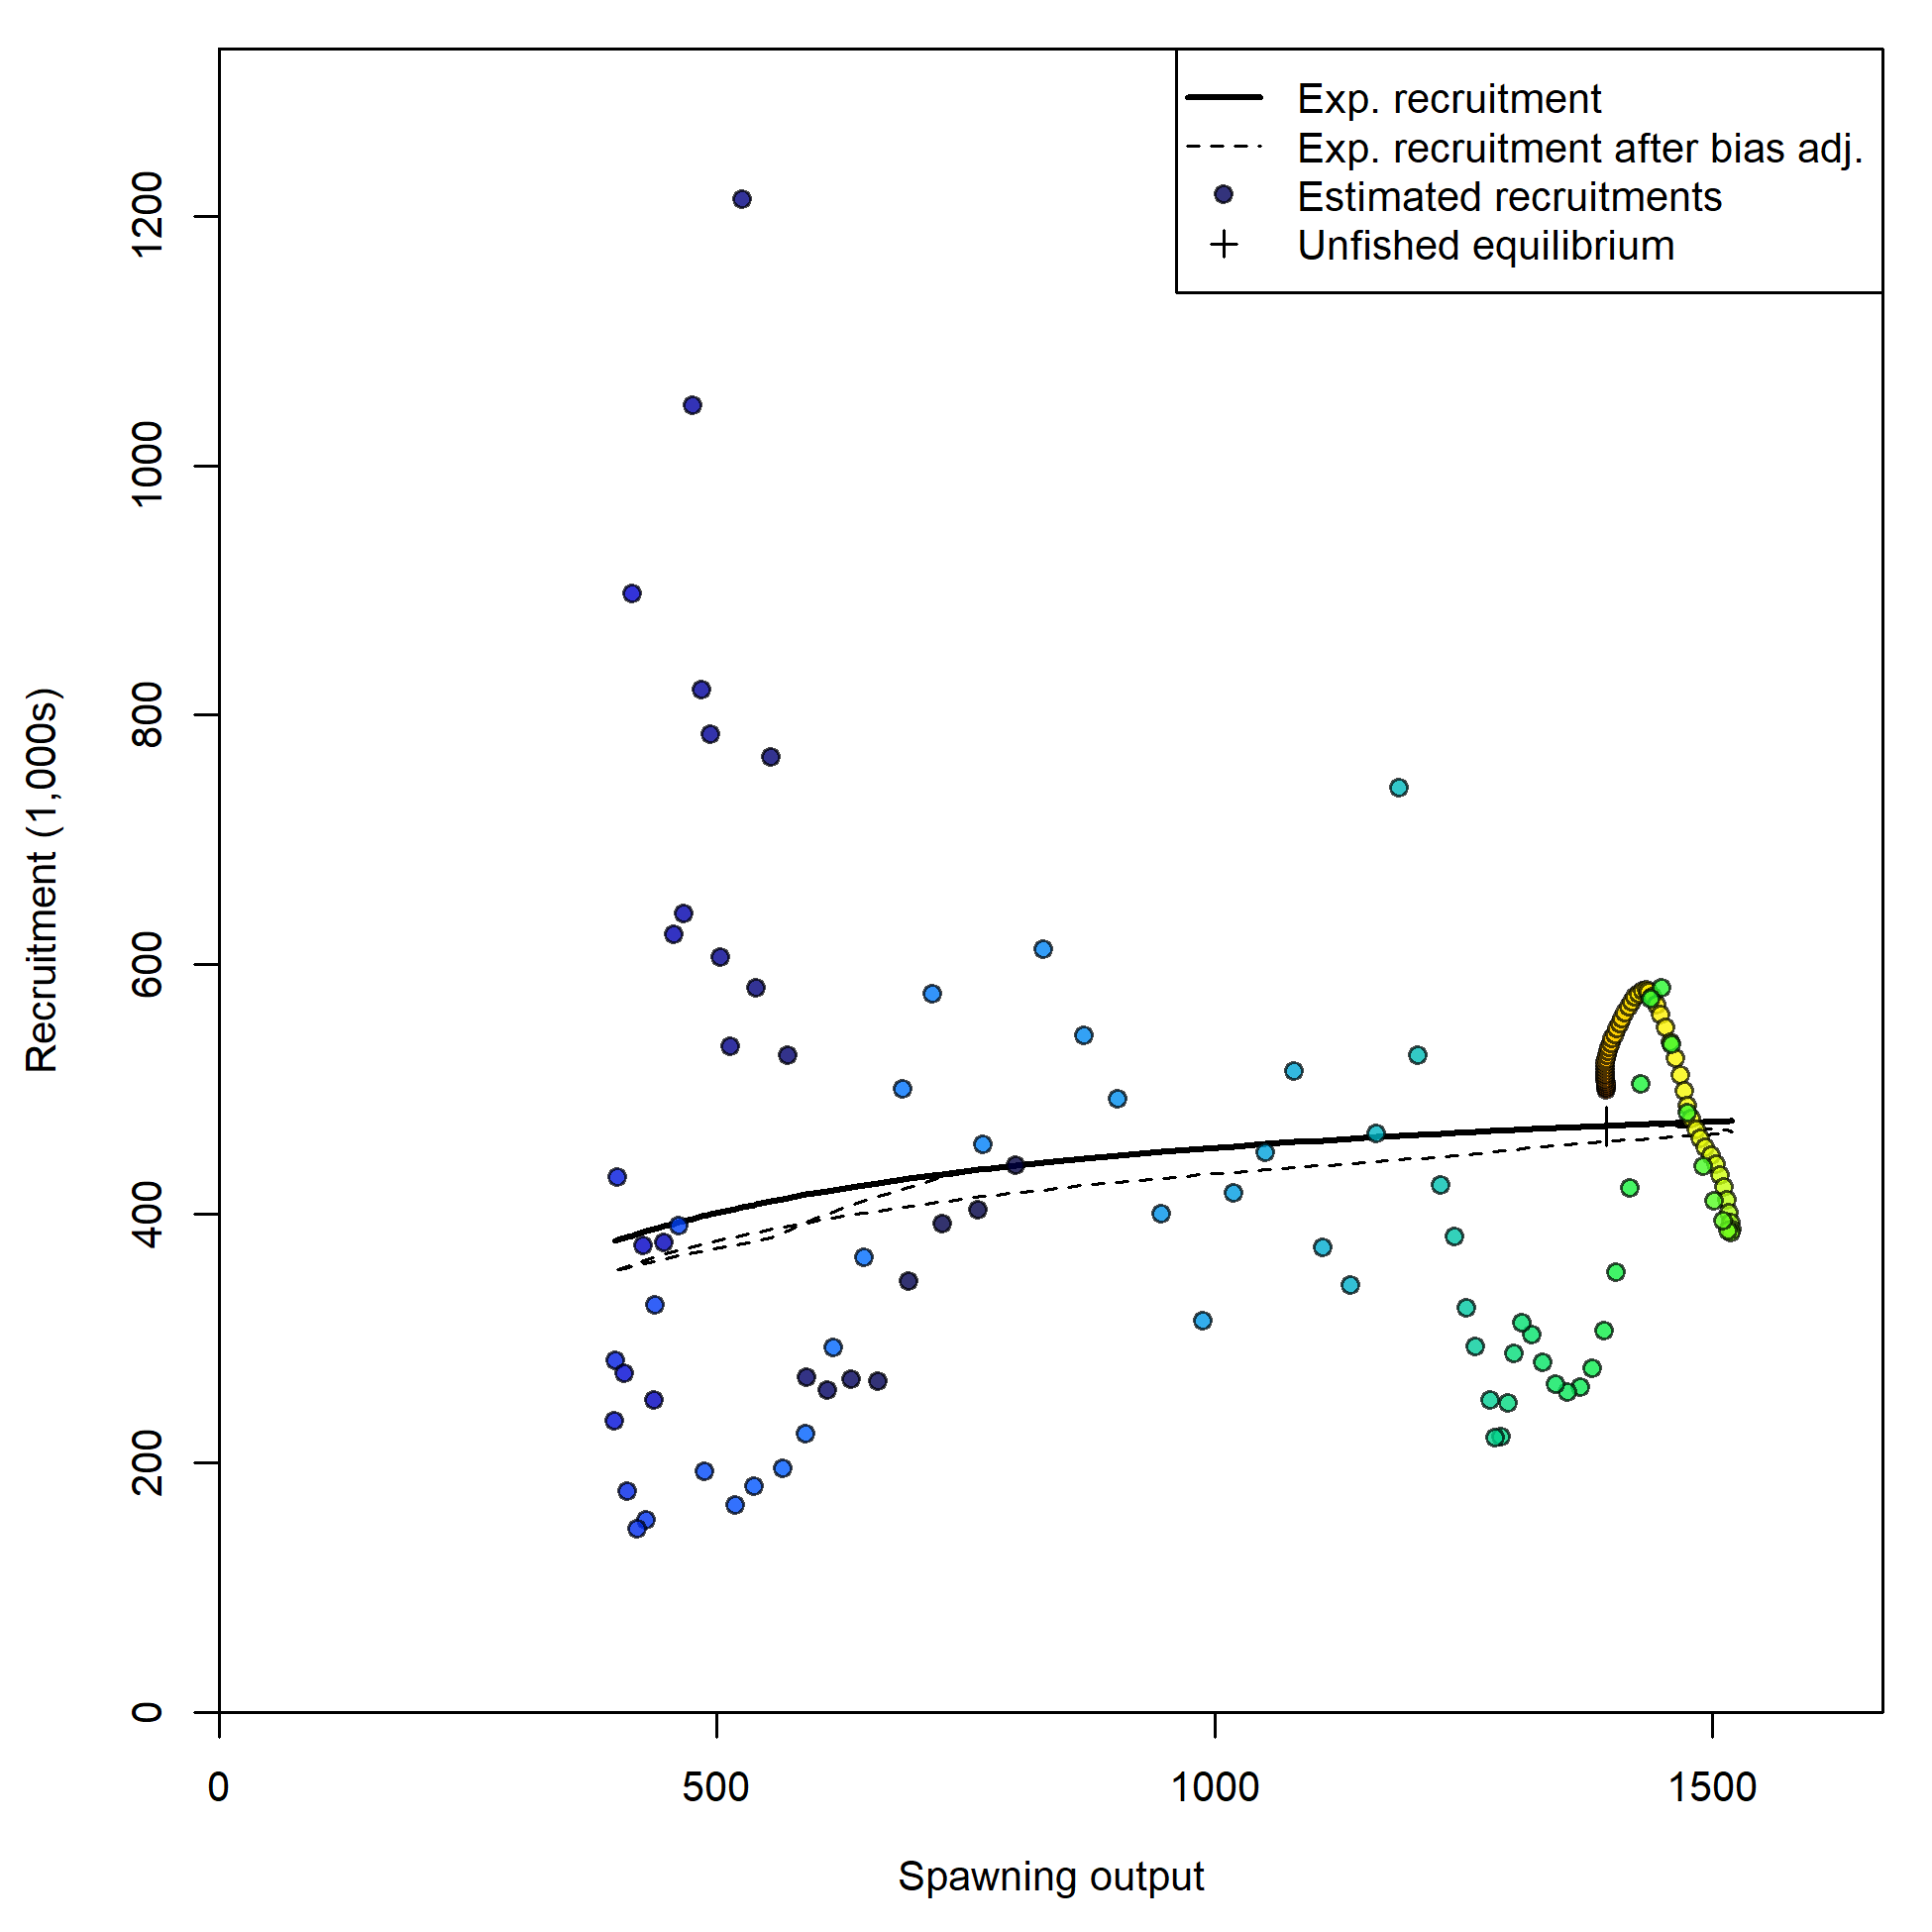 Exp. recruitment
Exp. recruitment after bias adj.
Estimated recruitments
Unfished equilibrium
Recruitment (1,000s)
1200
1000
800
600
400
200
0
0 500 1000 1500
Spawning output